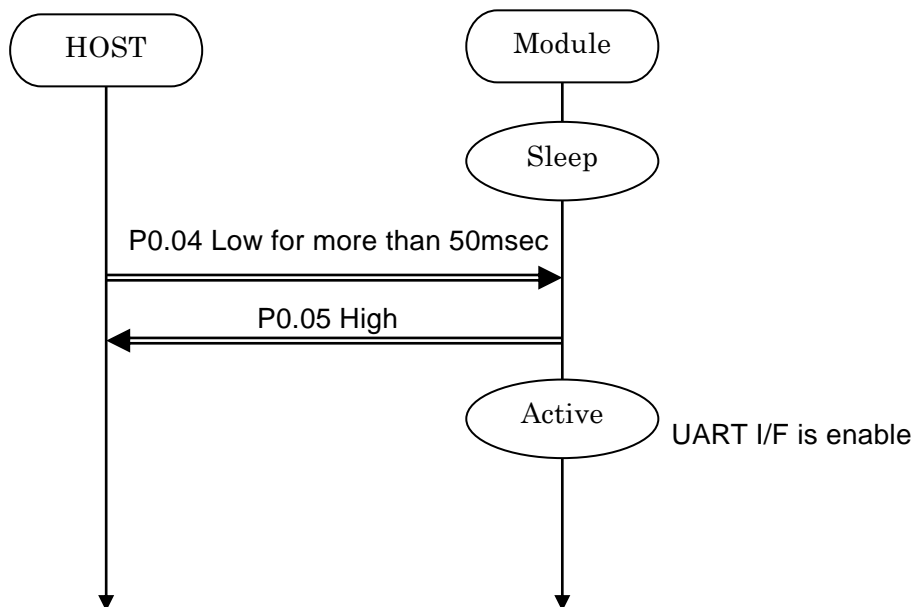 HOST
Module
Sleep
P0.04 Low for more than 50msec
P0.05 High
Active
UART I/F is enable